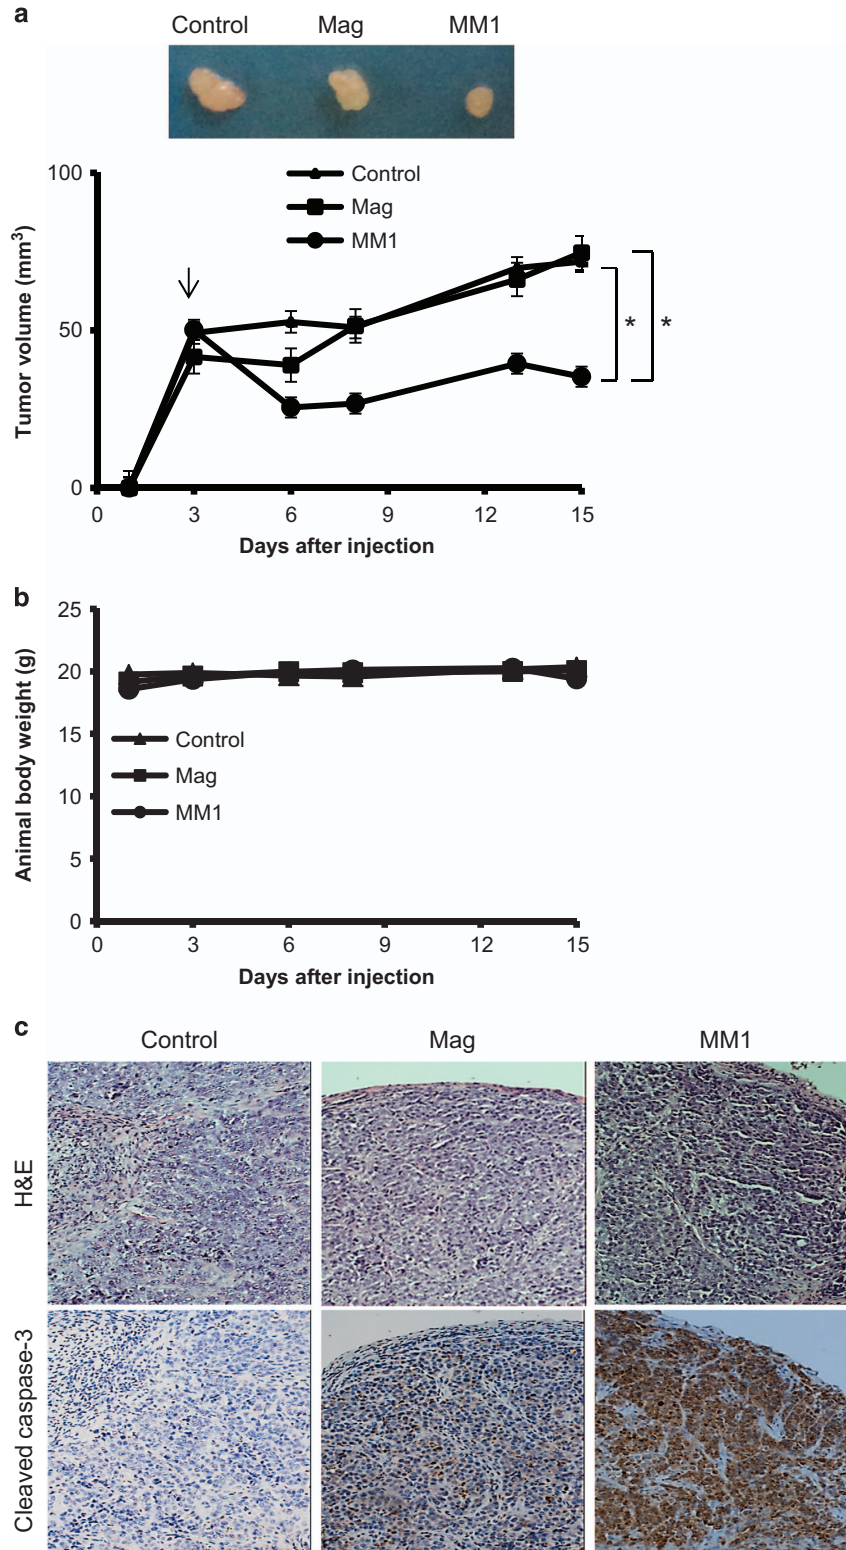 a
Control Mag MM1
Control
Mag
MM1
Tumor volume (mm³)
100
50
0
* *
0 3 6 9 12 15
Days after injection
b
Animal body weight (g)
25
20
15
10
5
0
Control
Mag
MM1
0 3 6 9 12 15
Days after injection
c
Control Mag MM1
H&E
Cleaved caspase-3